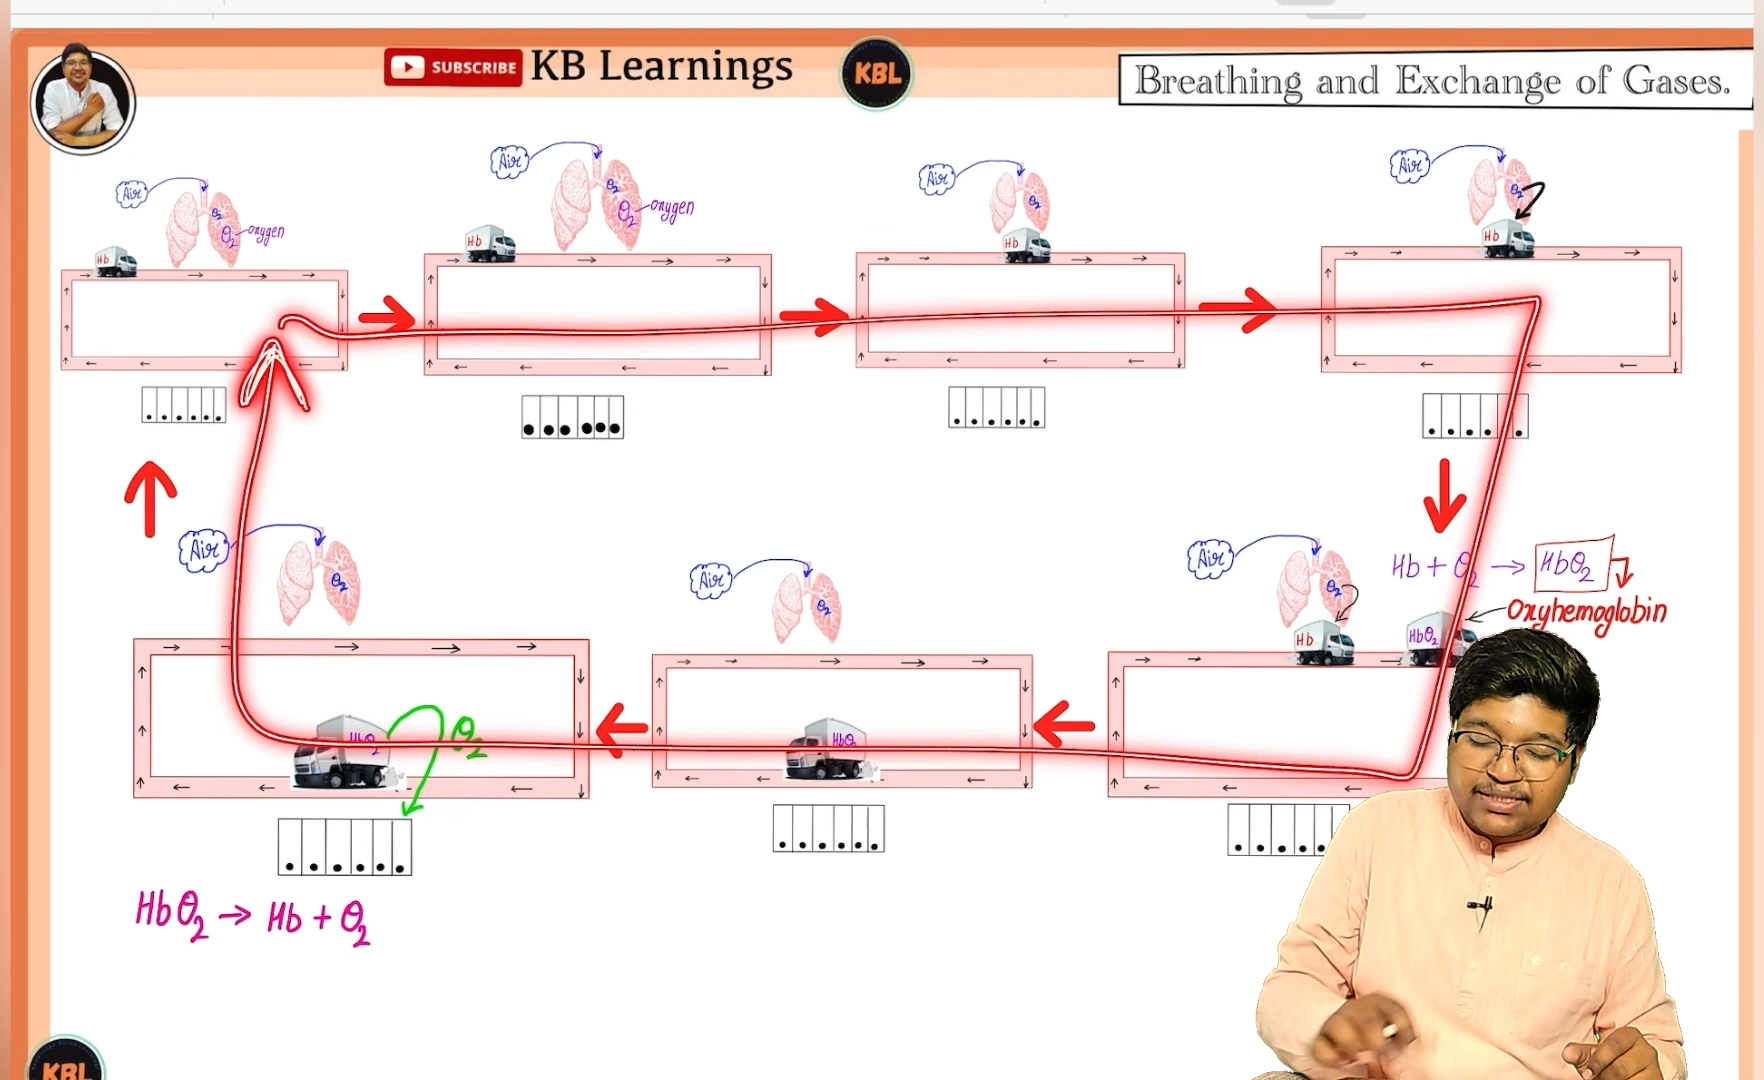 SUBSCRIBE KB Learnings KBL
Breathing and Exchange of Gases.
Air
O2
O2 oxygen
Hb
Air
O2
O2 oxygen
Hb
Air
O2
Hb
Air
O2
Hb
Air
O2
Air
O2
Air
O2
Hb + O2 → HbO2
Oxyhemoglobin
Hb
HbO2
HbO2
O2
HbO2
HbO2 → Hb + O2
KBL